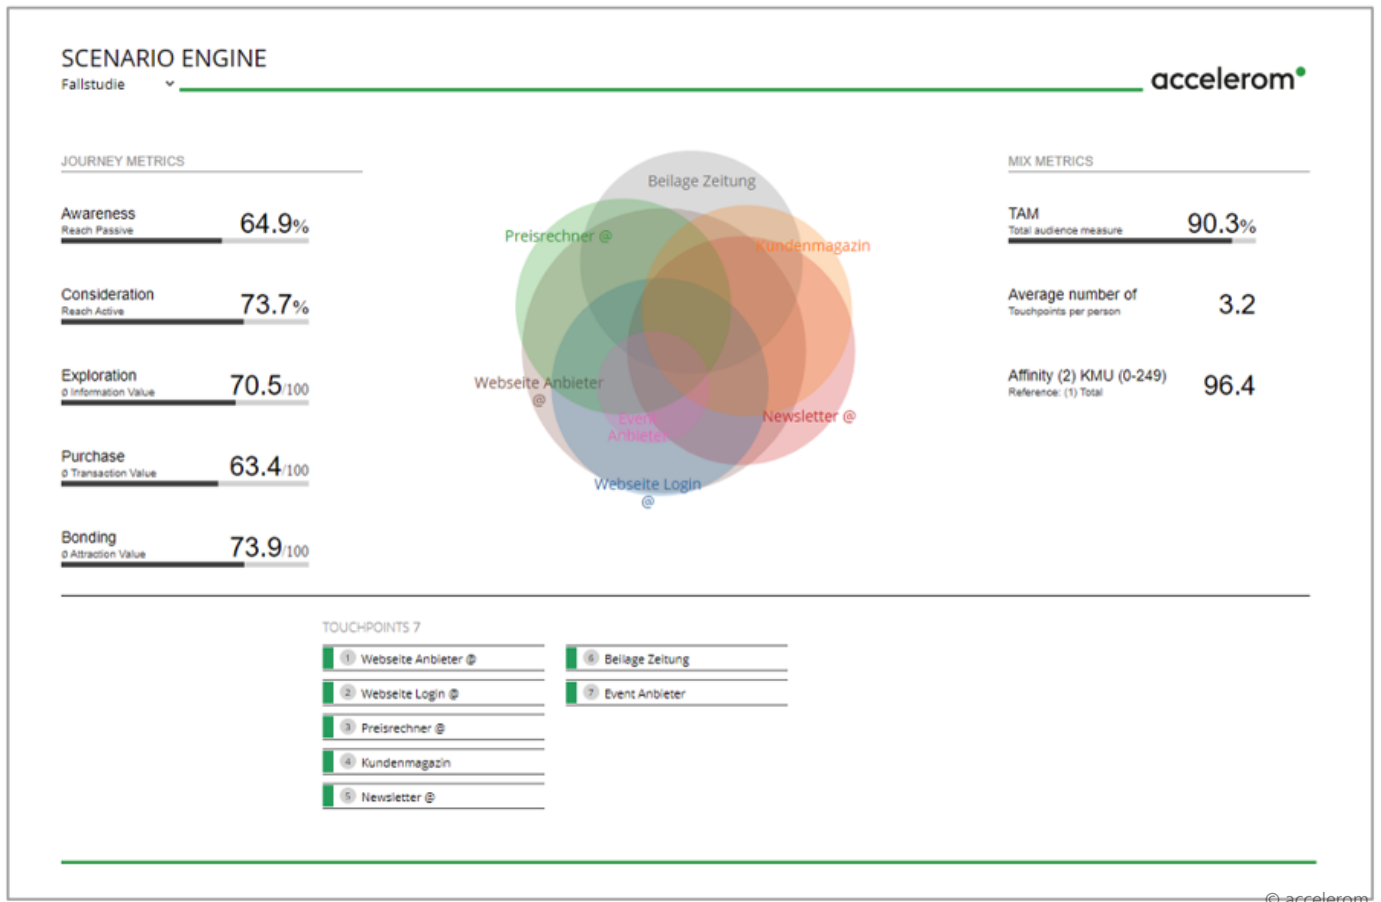 SCENARIO ENGINE
Fallstudie
accelerom
JOURNEY METRICS
Awareness
Reach Passive
64.9%
Consideration
Reach Active
73.7%
Exploration
Ø Information Value
70.5/100
Purchase
Ø Transaction Value
63.4/100
Bonding
Ø Attraction Value
73.9/100
Beilage Zeitung
Preisrechner @
Kundenmagazin
Webseite Anbieter
@
Event
Anbieter
Newsletter @
Webseite Login
@
MIX METRICS
TAM
Total audience measure
90.3%
Average number of
Touchpoints per person
3.2
Affinity (2) KMU (0-249)
Reference: (1) Total
96.4
TOUCHPOINTS 7
1 Webseite Anbieter @
2 Webseite Login @
3 Preisrechner @
4 Kundenmagazin
5 Newsletter @
6 Beilage Zeitung
7 Event Anbieter
© accelerom